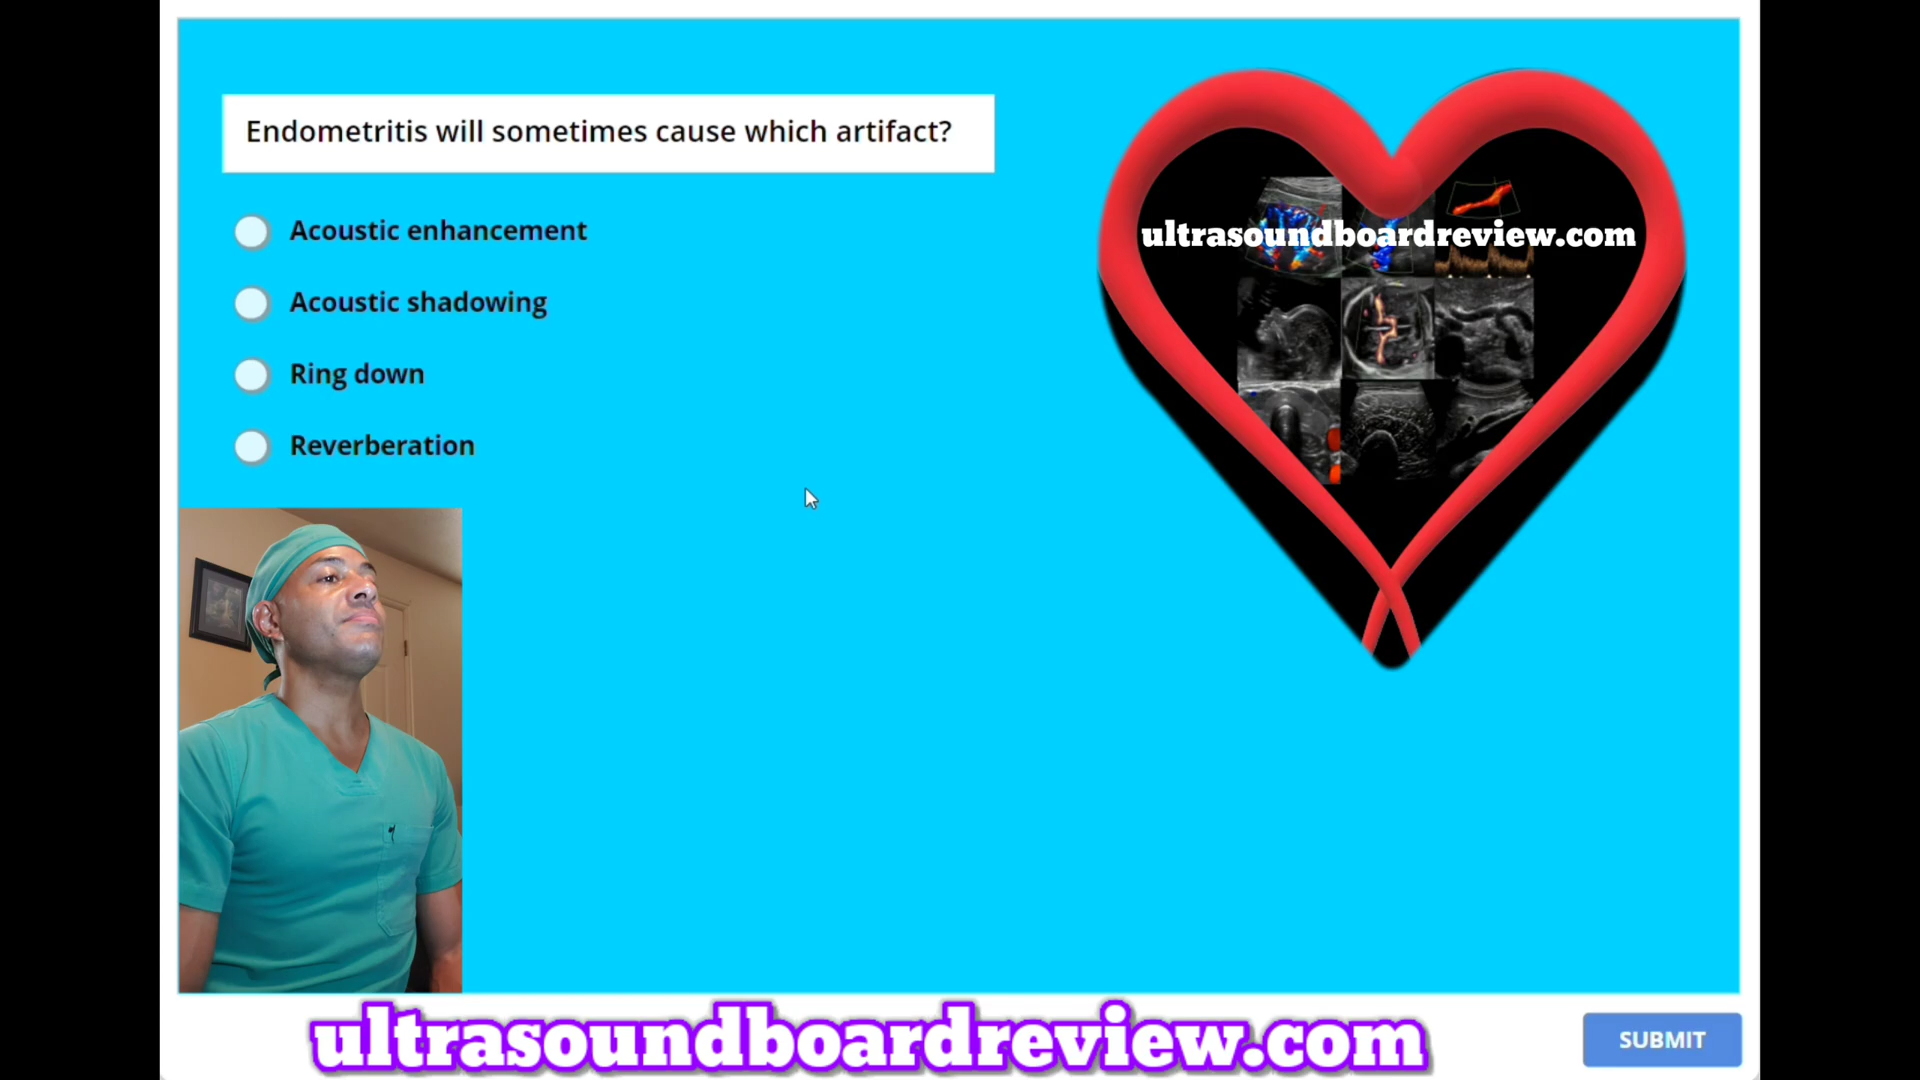 Endometritis will sometimes cause which artifact?
Acoustic enhancement
Acoustic shadowing
Ring down
Reverberation
ultrasoundboardreview.com
ultrasoundboardreview.com
SUBMIT